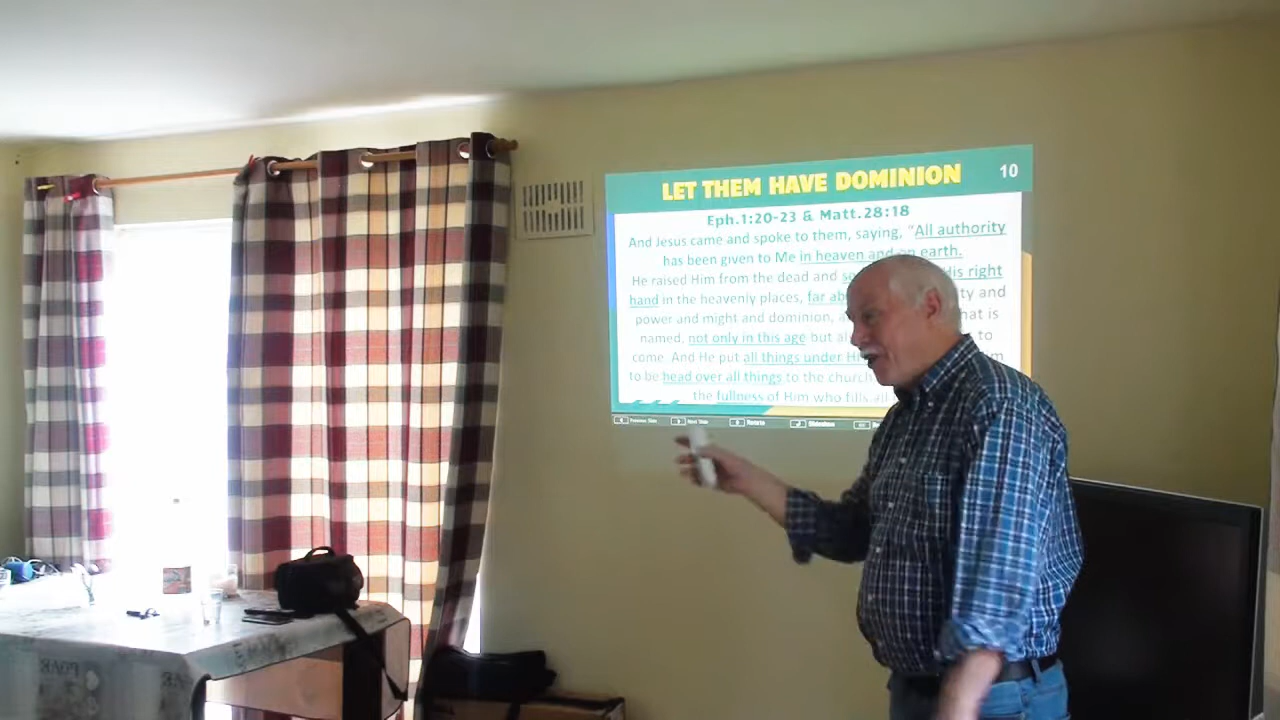 LET THEM HAVE DOMINION 10
Eph.1:20-23 & Matt.28:18
And Jesus came and spoke to them, saying, "All authority
has been given to Me in heaven and on earth.
He raised Him from the dead and His right
hand in the heavenly places, far and
power and might and dominion, that is
named, not only in this age but to
come. And He put all things under
to be head over all things to the church
the fullness of Him who fills all